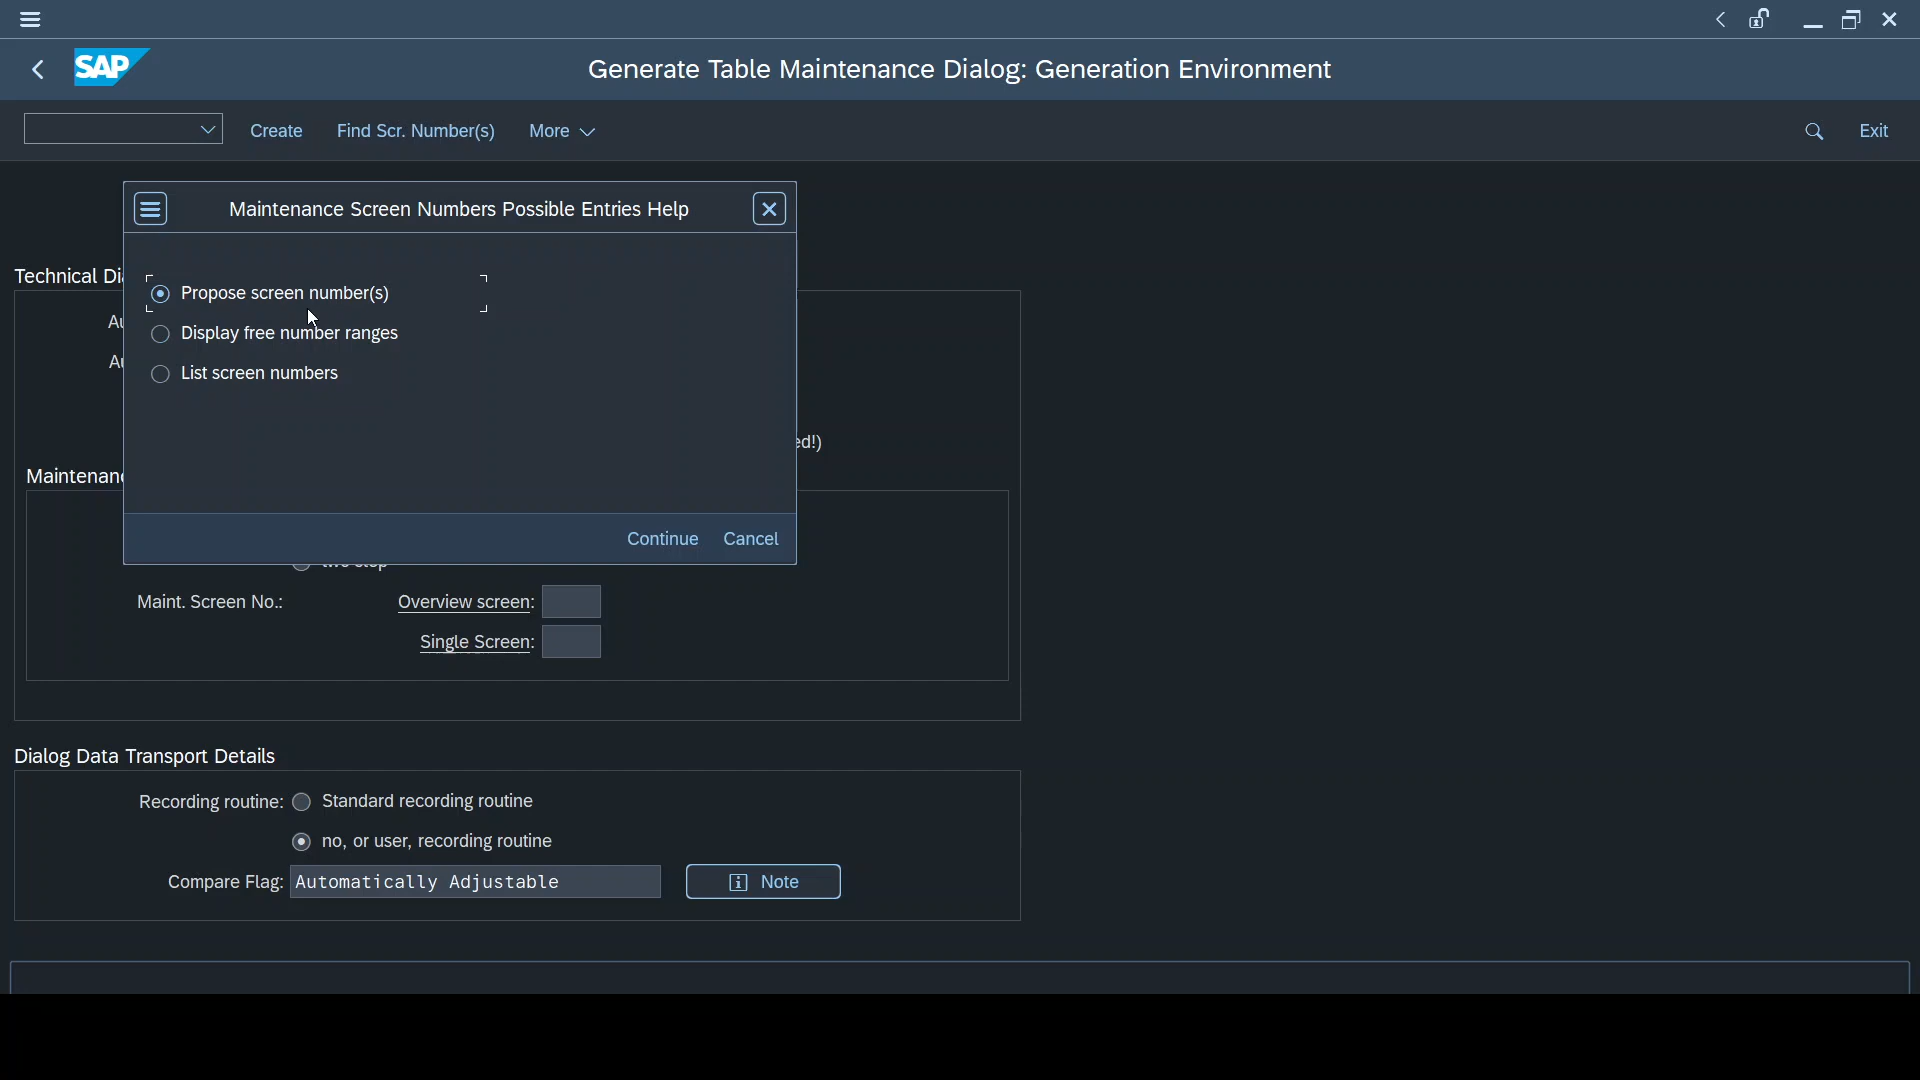 SAP
Generate Table Maintenance Dialog: Generation Environment
Create Find Scr. Number(s) More
Exit
Maintenance Screen Numbers Possible Entries Help
Technical Di
Propose screen number(s)
Au
Display free number ranges
Au
List screen numbers
ed!)
Maintenanc
Continue Cancel
Maint. Screen No.: Overview screen:
Single Screen:
Dialog Data Transport Details
Recording routine: Standard recording routine
no, or user, recording routine
Compare Flag: Automatically Adjustable Note